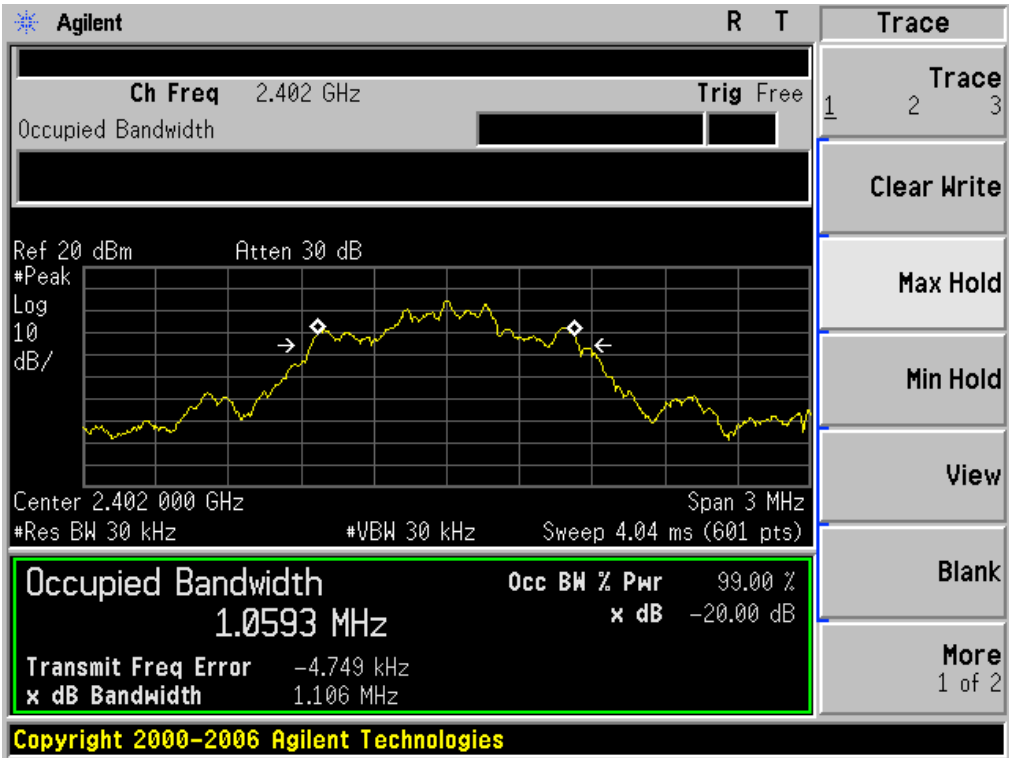 Agilent R T Trace
Ch Freq 2.402 GHz Trig Free
Occupied Bandwidth
Trace
1 2 3
Clear Write
Max Hold
Min Hold
View
Blank
More
1 of 2
Ref 20 dBm Atten 30 dB
#Peak
Log
10
dB/
Center 2.402 000 GHz Span 3 MHz
#Res BW 30 kHz #VBW 30 kHz Sweep 4.04 ms (601 pts)
Occupied Bandwidth Occ BW % Pwr 99.00 %
1.0593 MHz x dB -20.00 dB
Transmit Freq Error -4.749 kHz
x dB Bandwidth 1.106 MHz
Copyright 2000-2006 Agilent Technologies